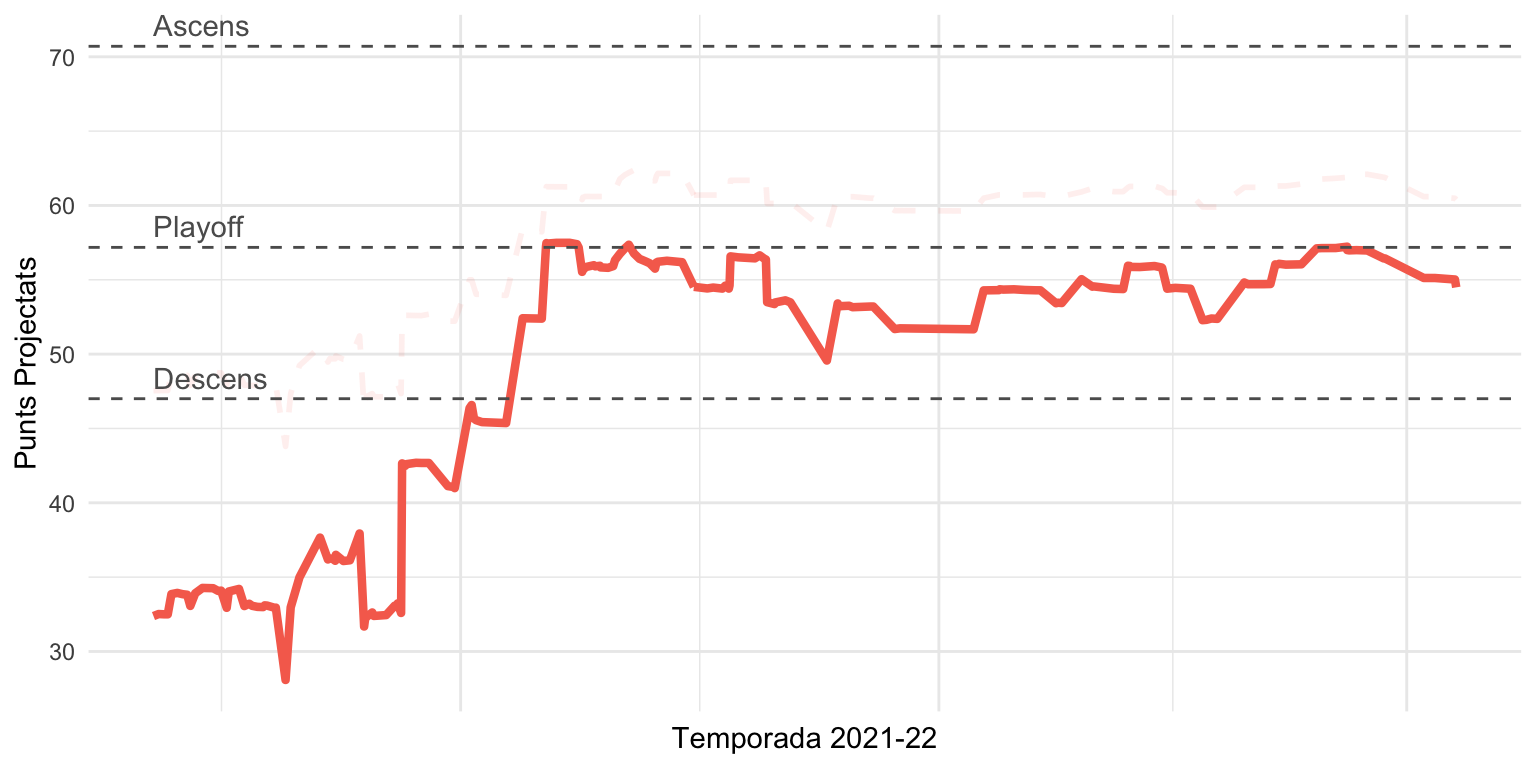 Ascens
70
60
Playoff
50
Descens
40
30
Punts Projectats
Temporada 2021-22